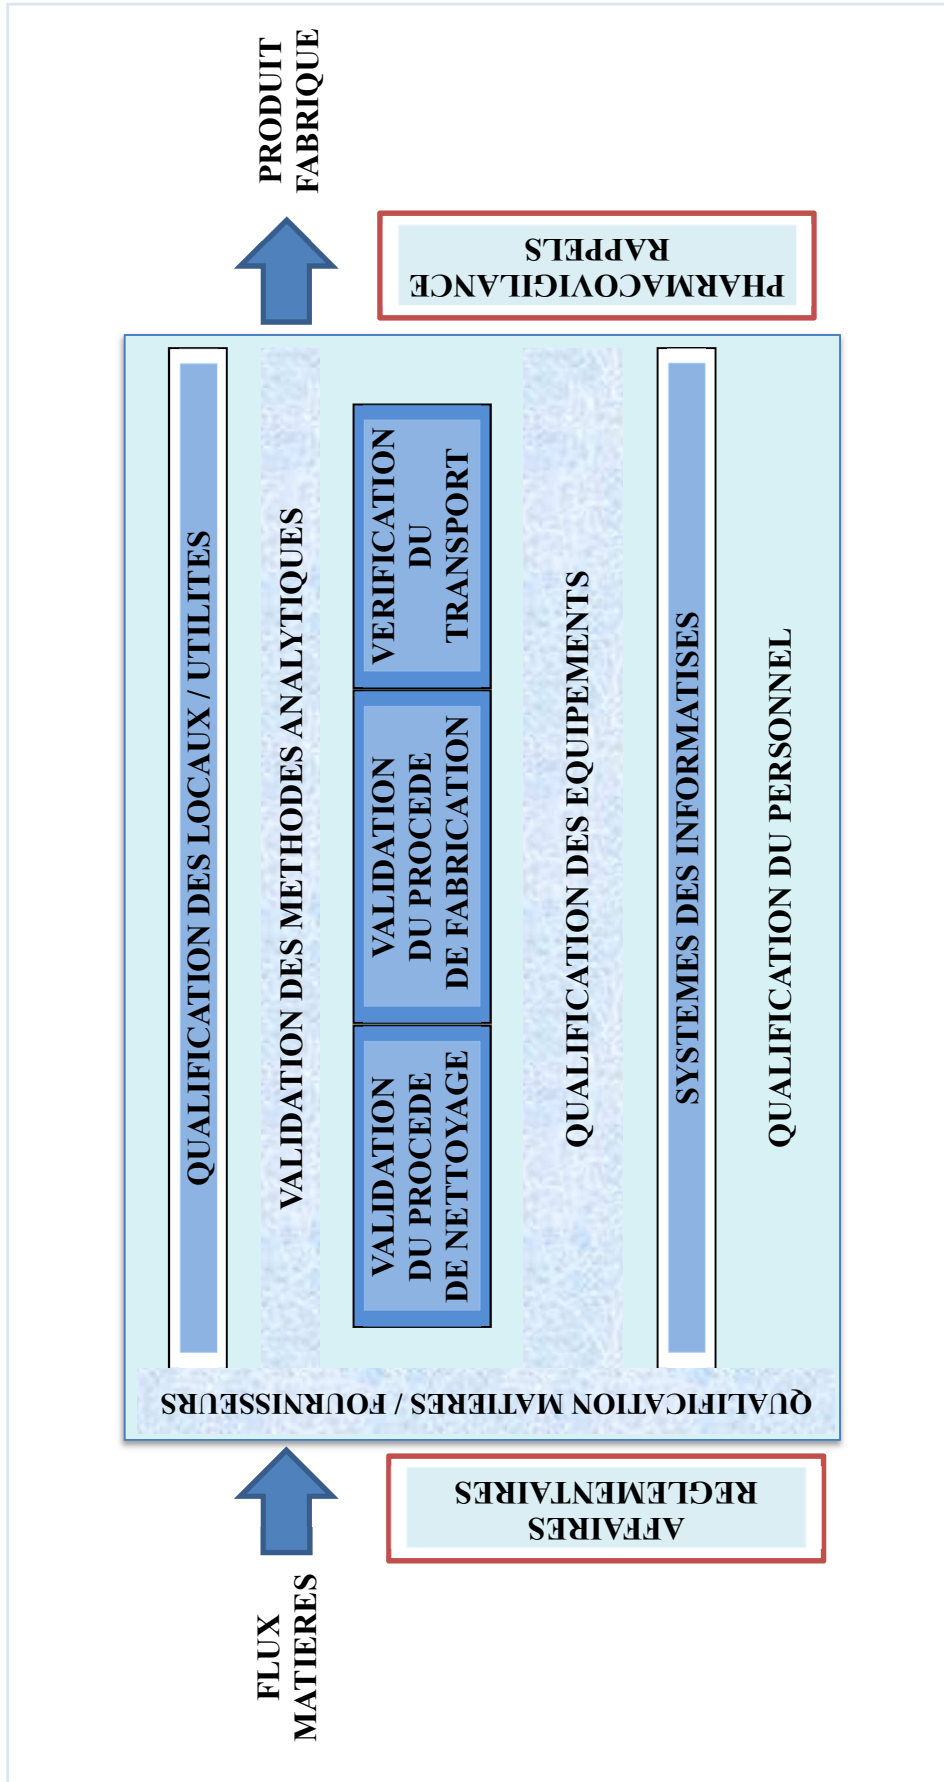 FLUX
MATIERES
AFFAIRES
REGLEMENTAIRES
QUALIFICATION MATIERES / FOURNISSEURS
QUALIFICATION DES LOCAUX / UTILITES
VALIDATION DES METHODES ANALYTIQUES
VALIDATION
DU PROCEDE
DE NETTOYAGE
VALIDATION
DU PROCEDE
DE FABRICATION
VERIFICATION
DU
TRANSPORT
QUALIFICATION DES EQUIPEMENTS
SYSTEMES DES INFORMATISES
QUALIFICATION DU PERSONNEL
PRODUIT
FABRIQUE
PHARMACOVIGILANCE
RAPPELS